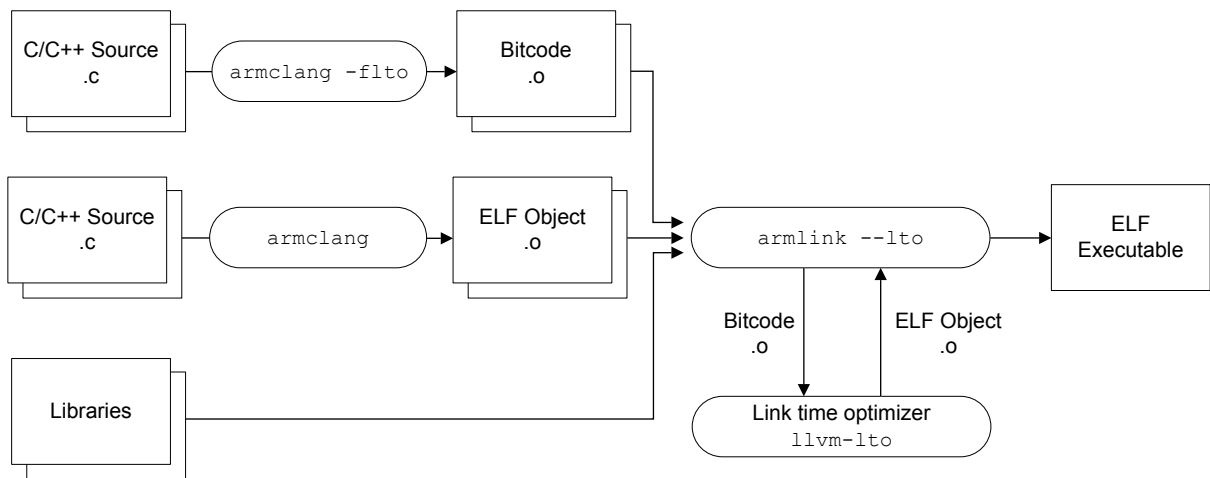 C/C++ Source
.c
armclang -flto
Bitcode
.o
C/C++ Source
.c
armclang
ELF Object
.o
armlink --lto
ELF
Executable
Bitcode
.o
ELF Object
.o
Libraries
Link time optimizer
llvm-lto